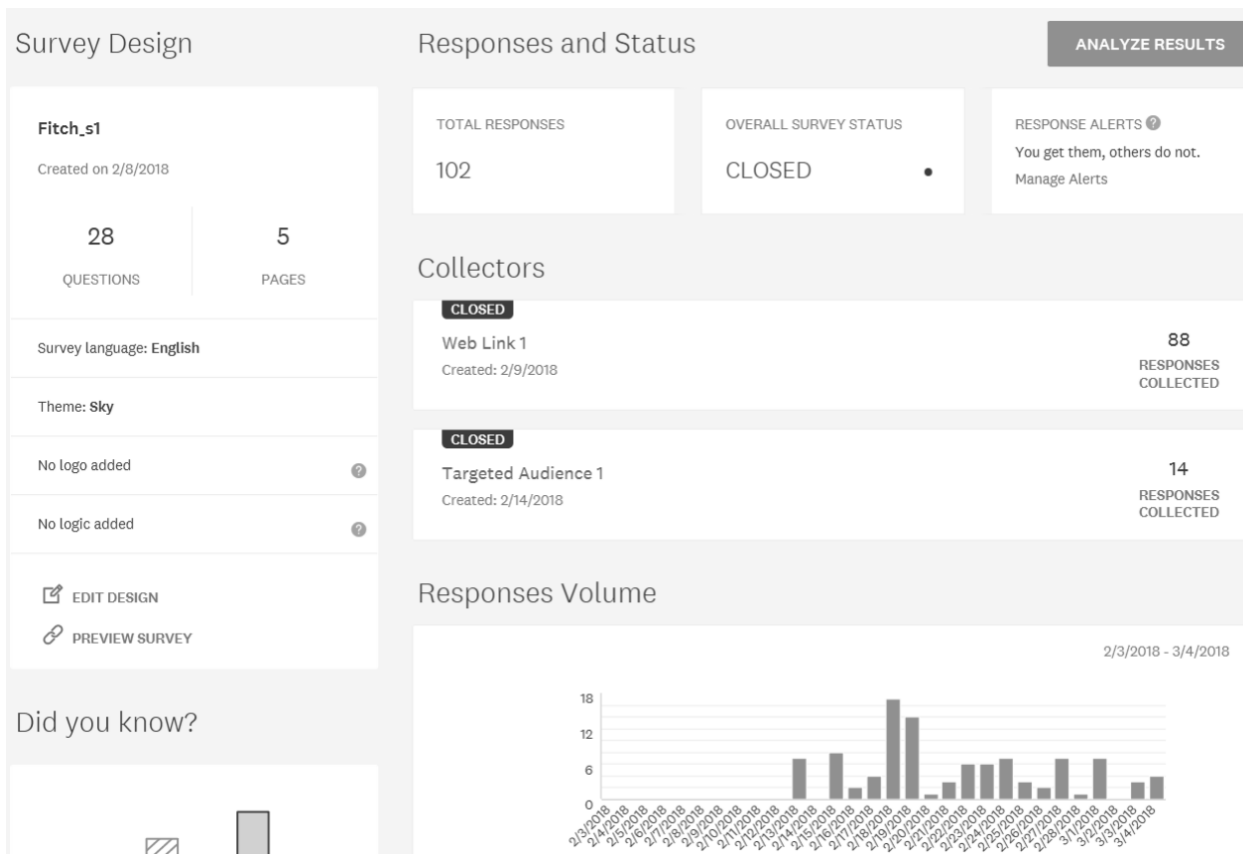 Survey Design
Fitch_s1
Created on 2/8/2018
28
QUESTIONS
5
PAGES
Survey language: English
Theme: Sky
No logo added
No logic added
EDIT DESIGN
PREVIEW SURVEY
Did you know?
Responses and Status
ANALYZE RESULTS
TOTAL RESPONSES
102
OVERALL SURVEY STATUS
CLOSED
RESPONSE ALERTS
You get them, others do not.
Manage Alerts
Collectors
CLOSED
Web Link 1
Created: 2/9/2018
88
RESPONSES
COLLECTED
CLOSED
Targeted Audience 1
Created: 2/14/2018
14
RESPONSES
COLLECTED
Responses Volume
2/3/2018 - 3/4/2018
18
12
6
0
2/3/2018
2/4/2018
2/5/2018
2/6/2018
2/7/2018
2/8/2018
2/9/2018
2/10/2018
2/11/2018
2/12/2018
2/13/2018
2/14/2018
2/15/2018
2/16/2018
2/17/2018
2/18/2018
2/19/2018
2/20/2018
2/21/2018
2/22/2018
2/23/2018
2/24/2018
2/25/2018
2/26/2018
2/27/2018
2/28/2018
3/1/2018
3/2/2018
3/3/2018
3/4/2018